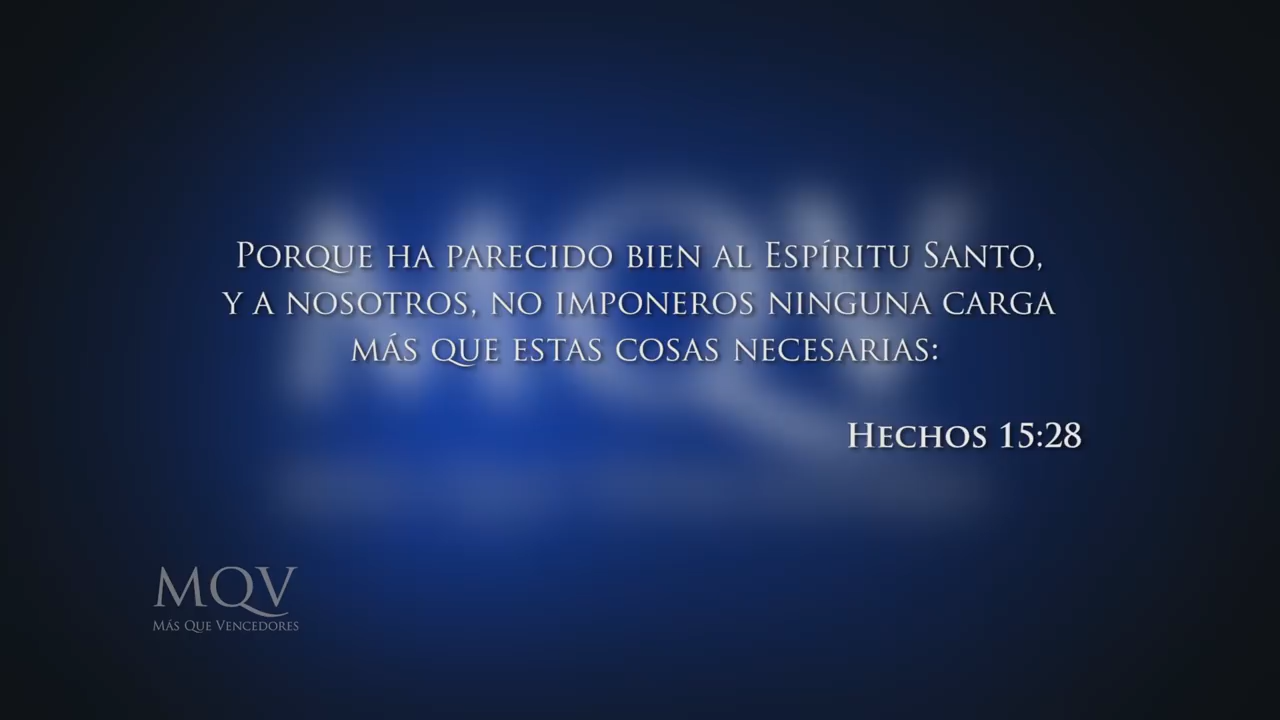 Porque ha parecido bien al Espíritu Santo,
y a nosotros, no imponeros ninguna carga
más que estas cosas necesarias:
Hechos 15:28
MQV
Más Que Vencedores